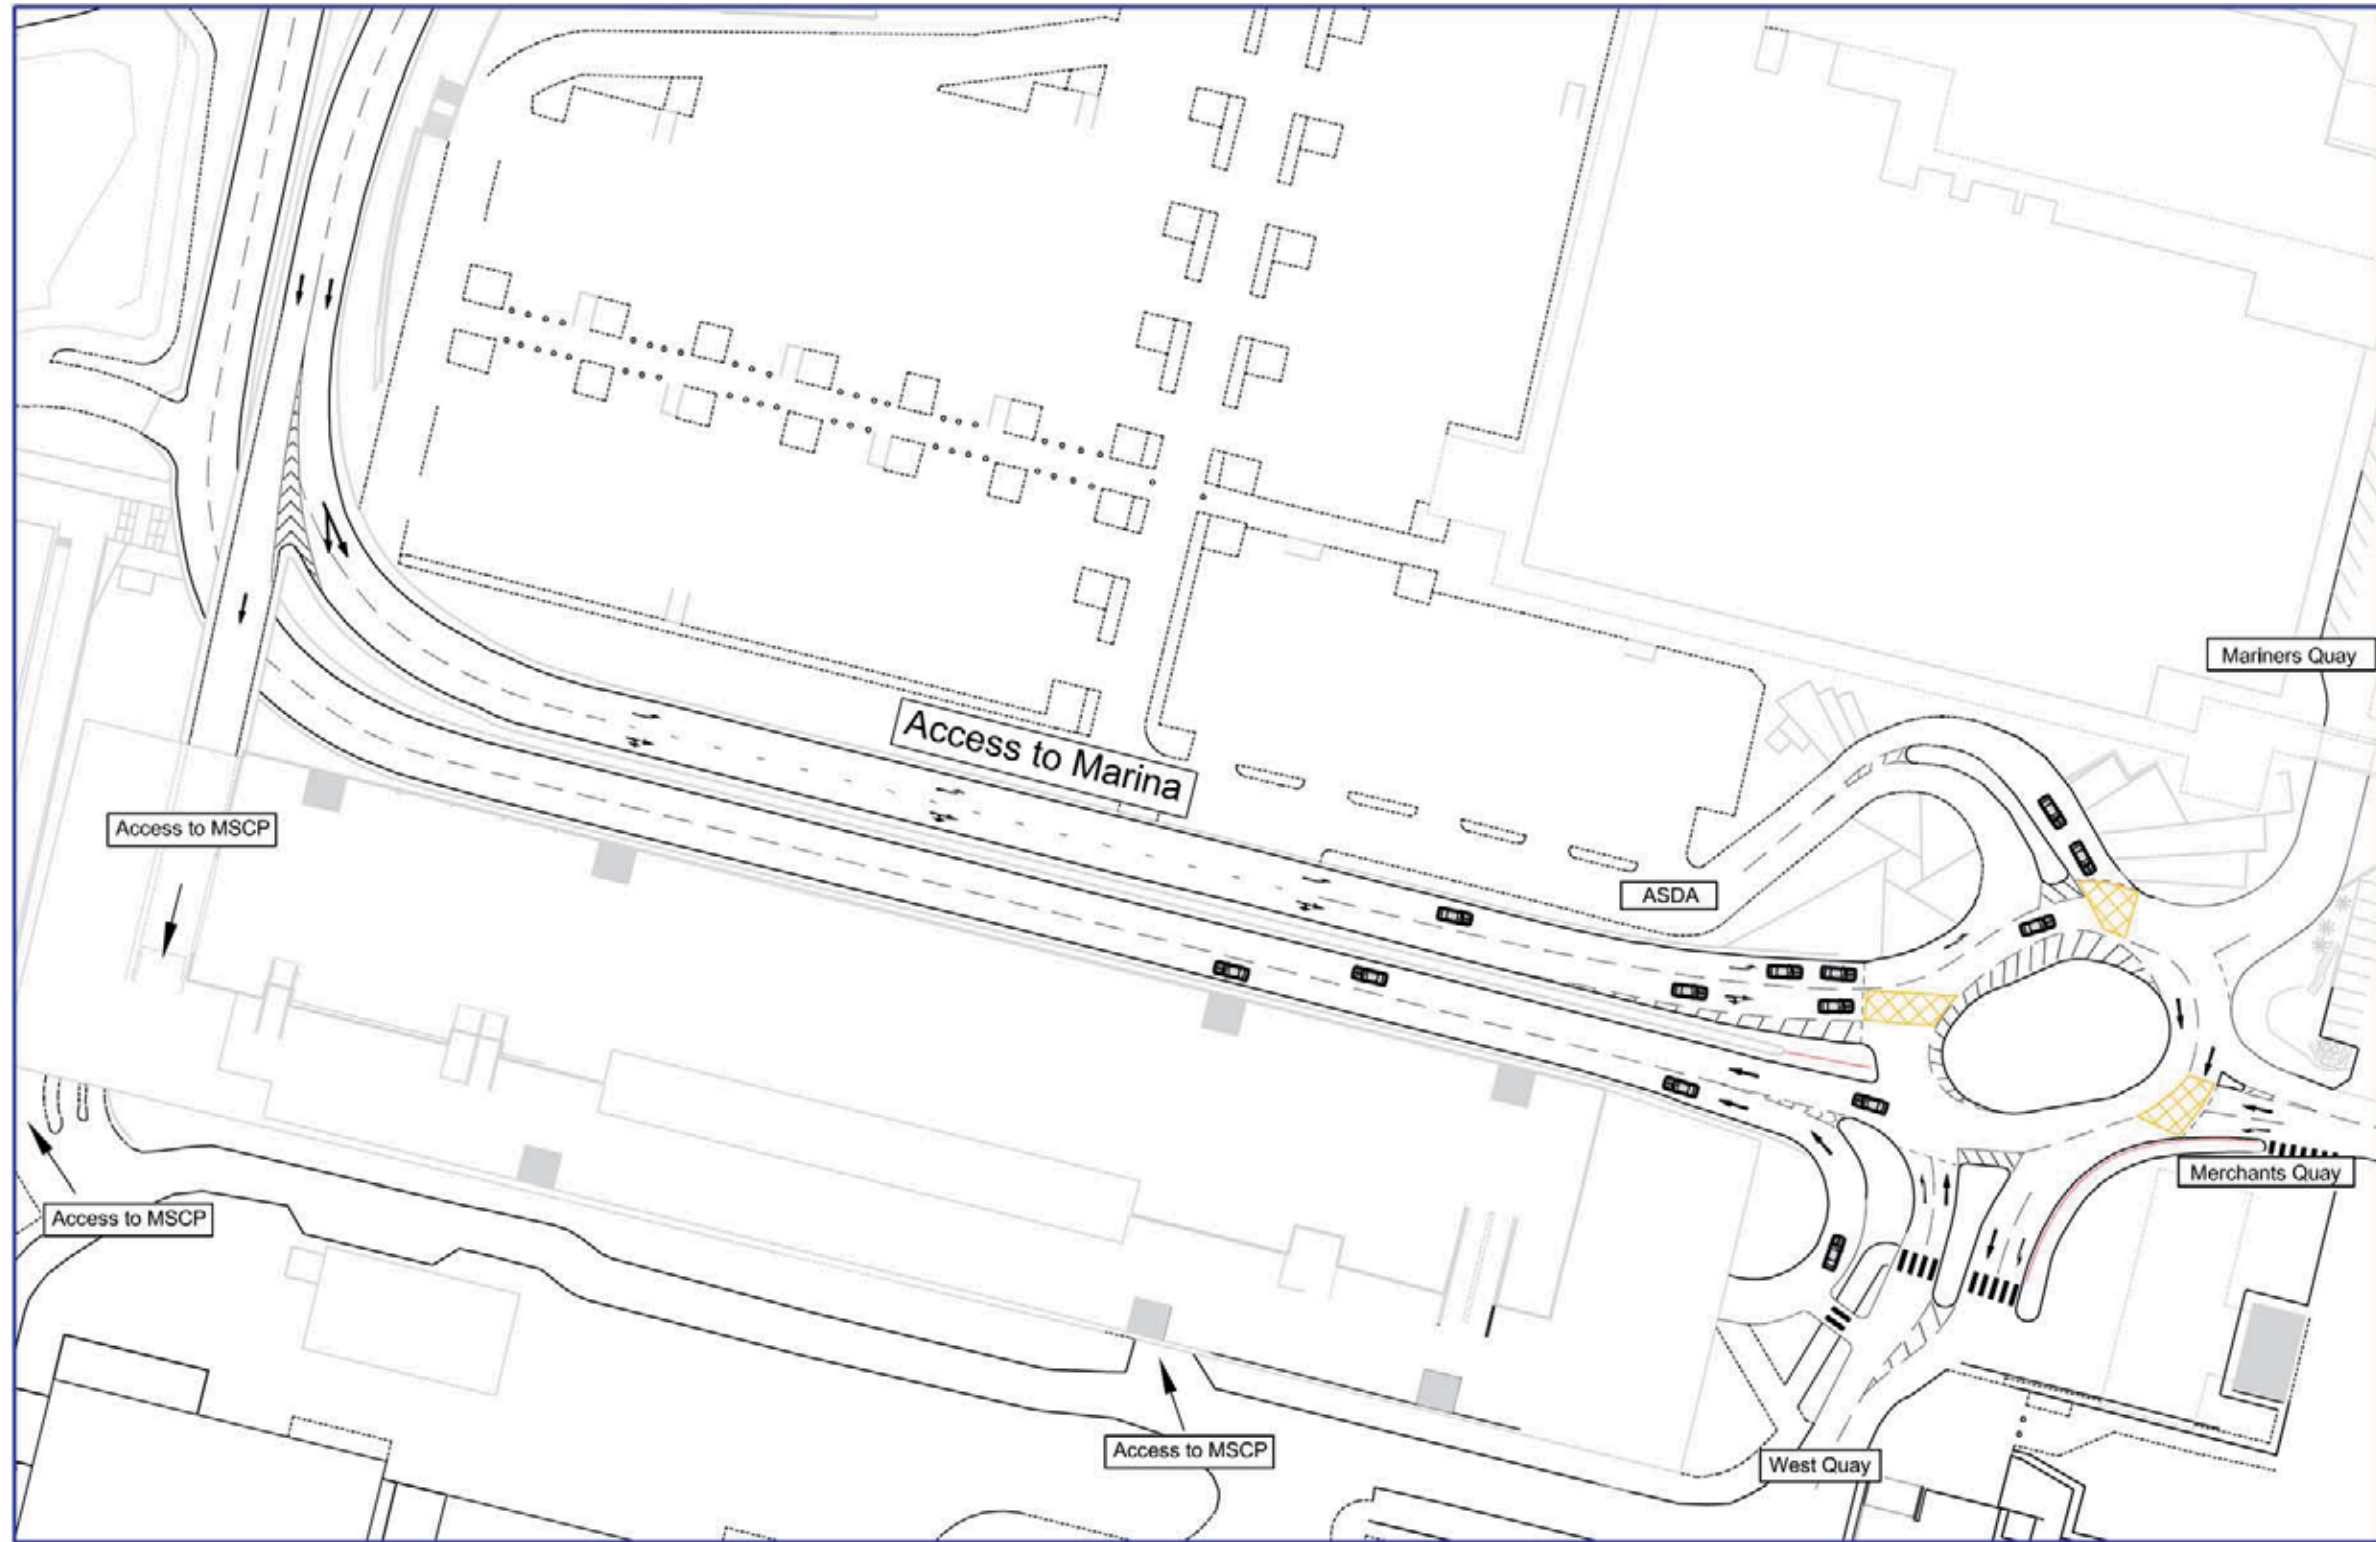 Mariners Quay
Access to Marina
Access to MSCP
ASDA
Merchants Quay
Access to MSCP
Access to MSCP
West Quay